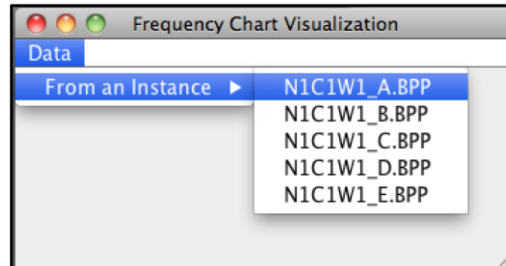 Frequency Chart Visualization
Data
From an Instance
N1C1W1_A.BPP
N1C1W1_B.BPP
N1C1W1_C.BPP
N1C1W1_D.BPP
N1C1W1_E.BPP